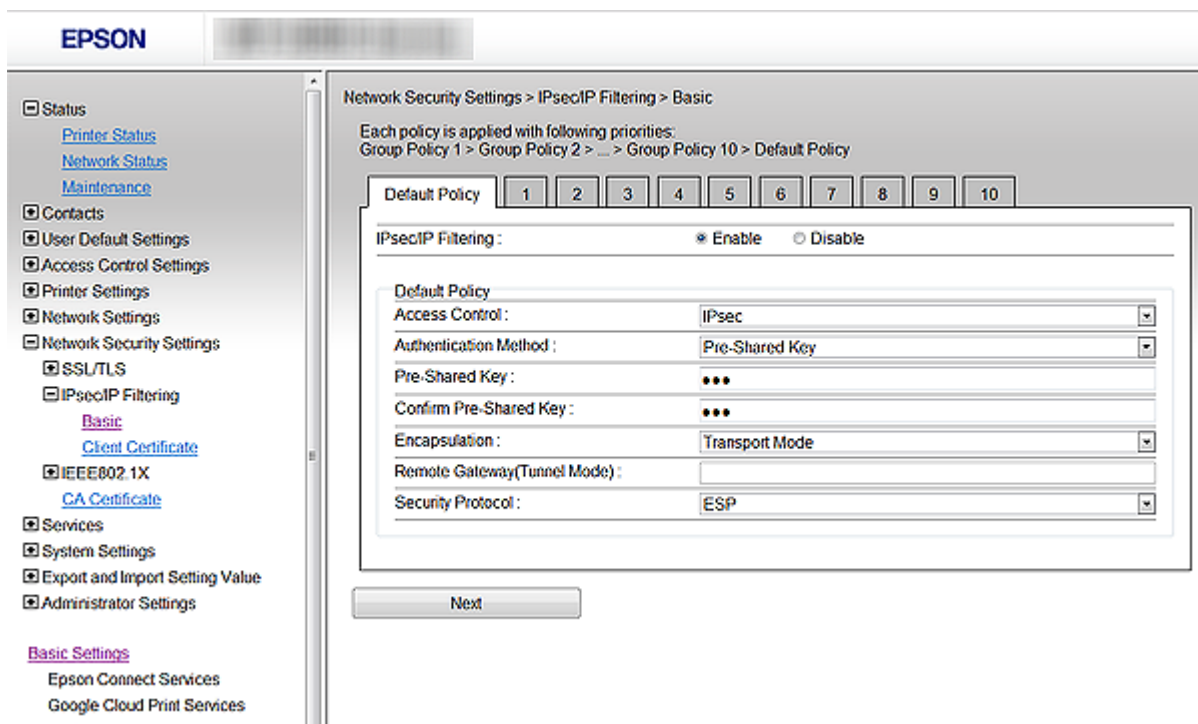 EPSON
Status
Printer Status
Network Status
Maintenance
Contacts
User Default Settings
Access Control Settings
Printer Settings
Network Settings
Network Security Settings
SSL/TLS
IPsec/IP Filtering
Basic
Client Certificate
IEEE802.1X
CA Certificate
Services
System Settings
Export and Import Setting Value
Administrator Settings
Basic Settings
Epson Connect Services
Google Cloud Print Services
Network Security Settings > IPsec/IP Filtering > Basic
Each policy is applied with following priorities:
Group Policy 1 > Group Policy 2 > ... > Group Policy 10 > Default Policy
Default Policy 1 2 3 4 5 6 7 8 9 10
IPsec/IP Filtering : Enable Disable
Default Policy
Access Control : IPsec
Authentication Method : Pre-Shared Key
Pre-Shared Key : •••
Confirm Pre-Shared Key : •••
Encapsulation : Transport Mode
Remote Gateway(Tunnel Mode) :
Security Protocol : ESP
Next